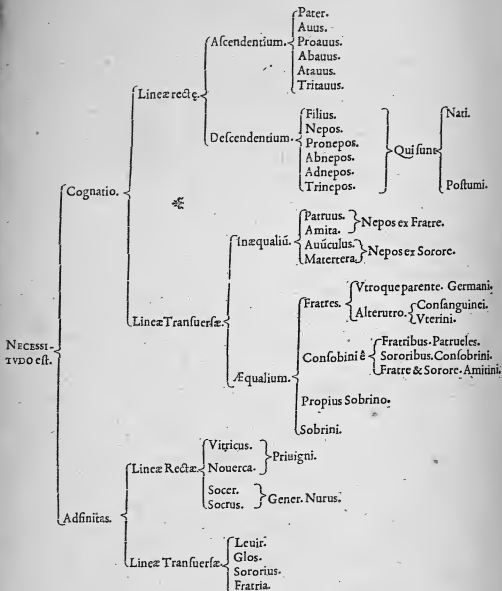 Pater.
Auus.
Aſcendentium. Proauus.
Abauus.
Atauus.
Tritauus.
Lineæ rectę.
Filius. Nati.
Nepos.
Deſcendentium. Pronepos. Qui ſunt
Abnepos.
Adnepos.
Trinepos. Poſtumi.
Cognatio.
Patruus. Nepos ex Fratre.
Amita.
Inæqualiũ. Auũculus. Nepos ex Sorore.
Matertera.
Vtroque parente. Germani.
Fratres. Alterutro. Conſanguinei.
Vterini.
Lineæ Tranſuerſæ.
Fratribus. Patrueles.
Conſobini ê Sororibus. Conſobrini.
Fratre & Sorore. Amitini.
Æqualium.
Propius Sobrino.
Sobrini.
NECESSI-
TVDO eſt.
Vitricus. Priuigni.
Lineæ Rectæ. Nouerca.
Socer. Gener. Nurus.
Socrus.
Adfinitas.
Leuir.
Lineæ Tranſuerſæ. Glos.
Sororius.
Fratria.